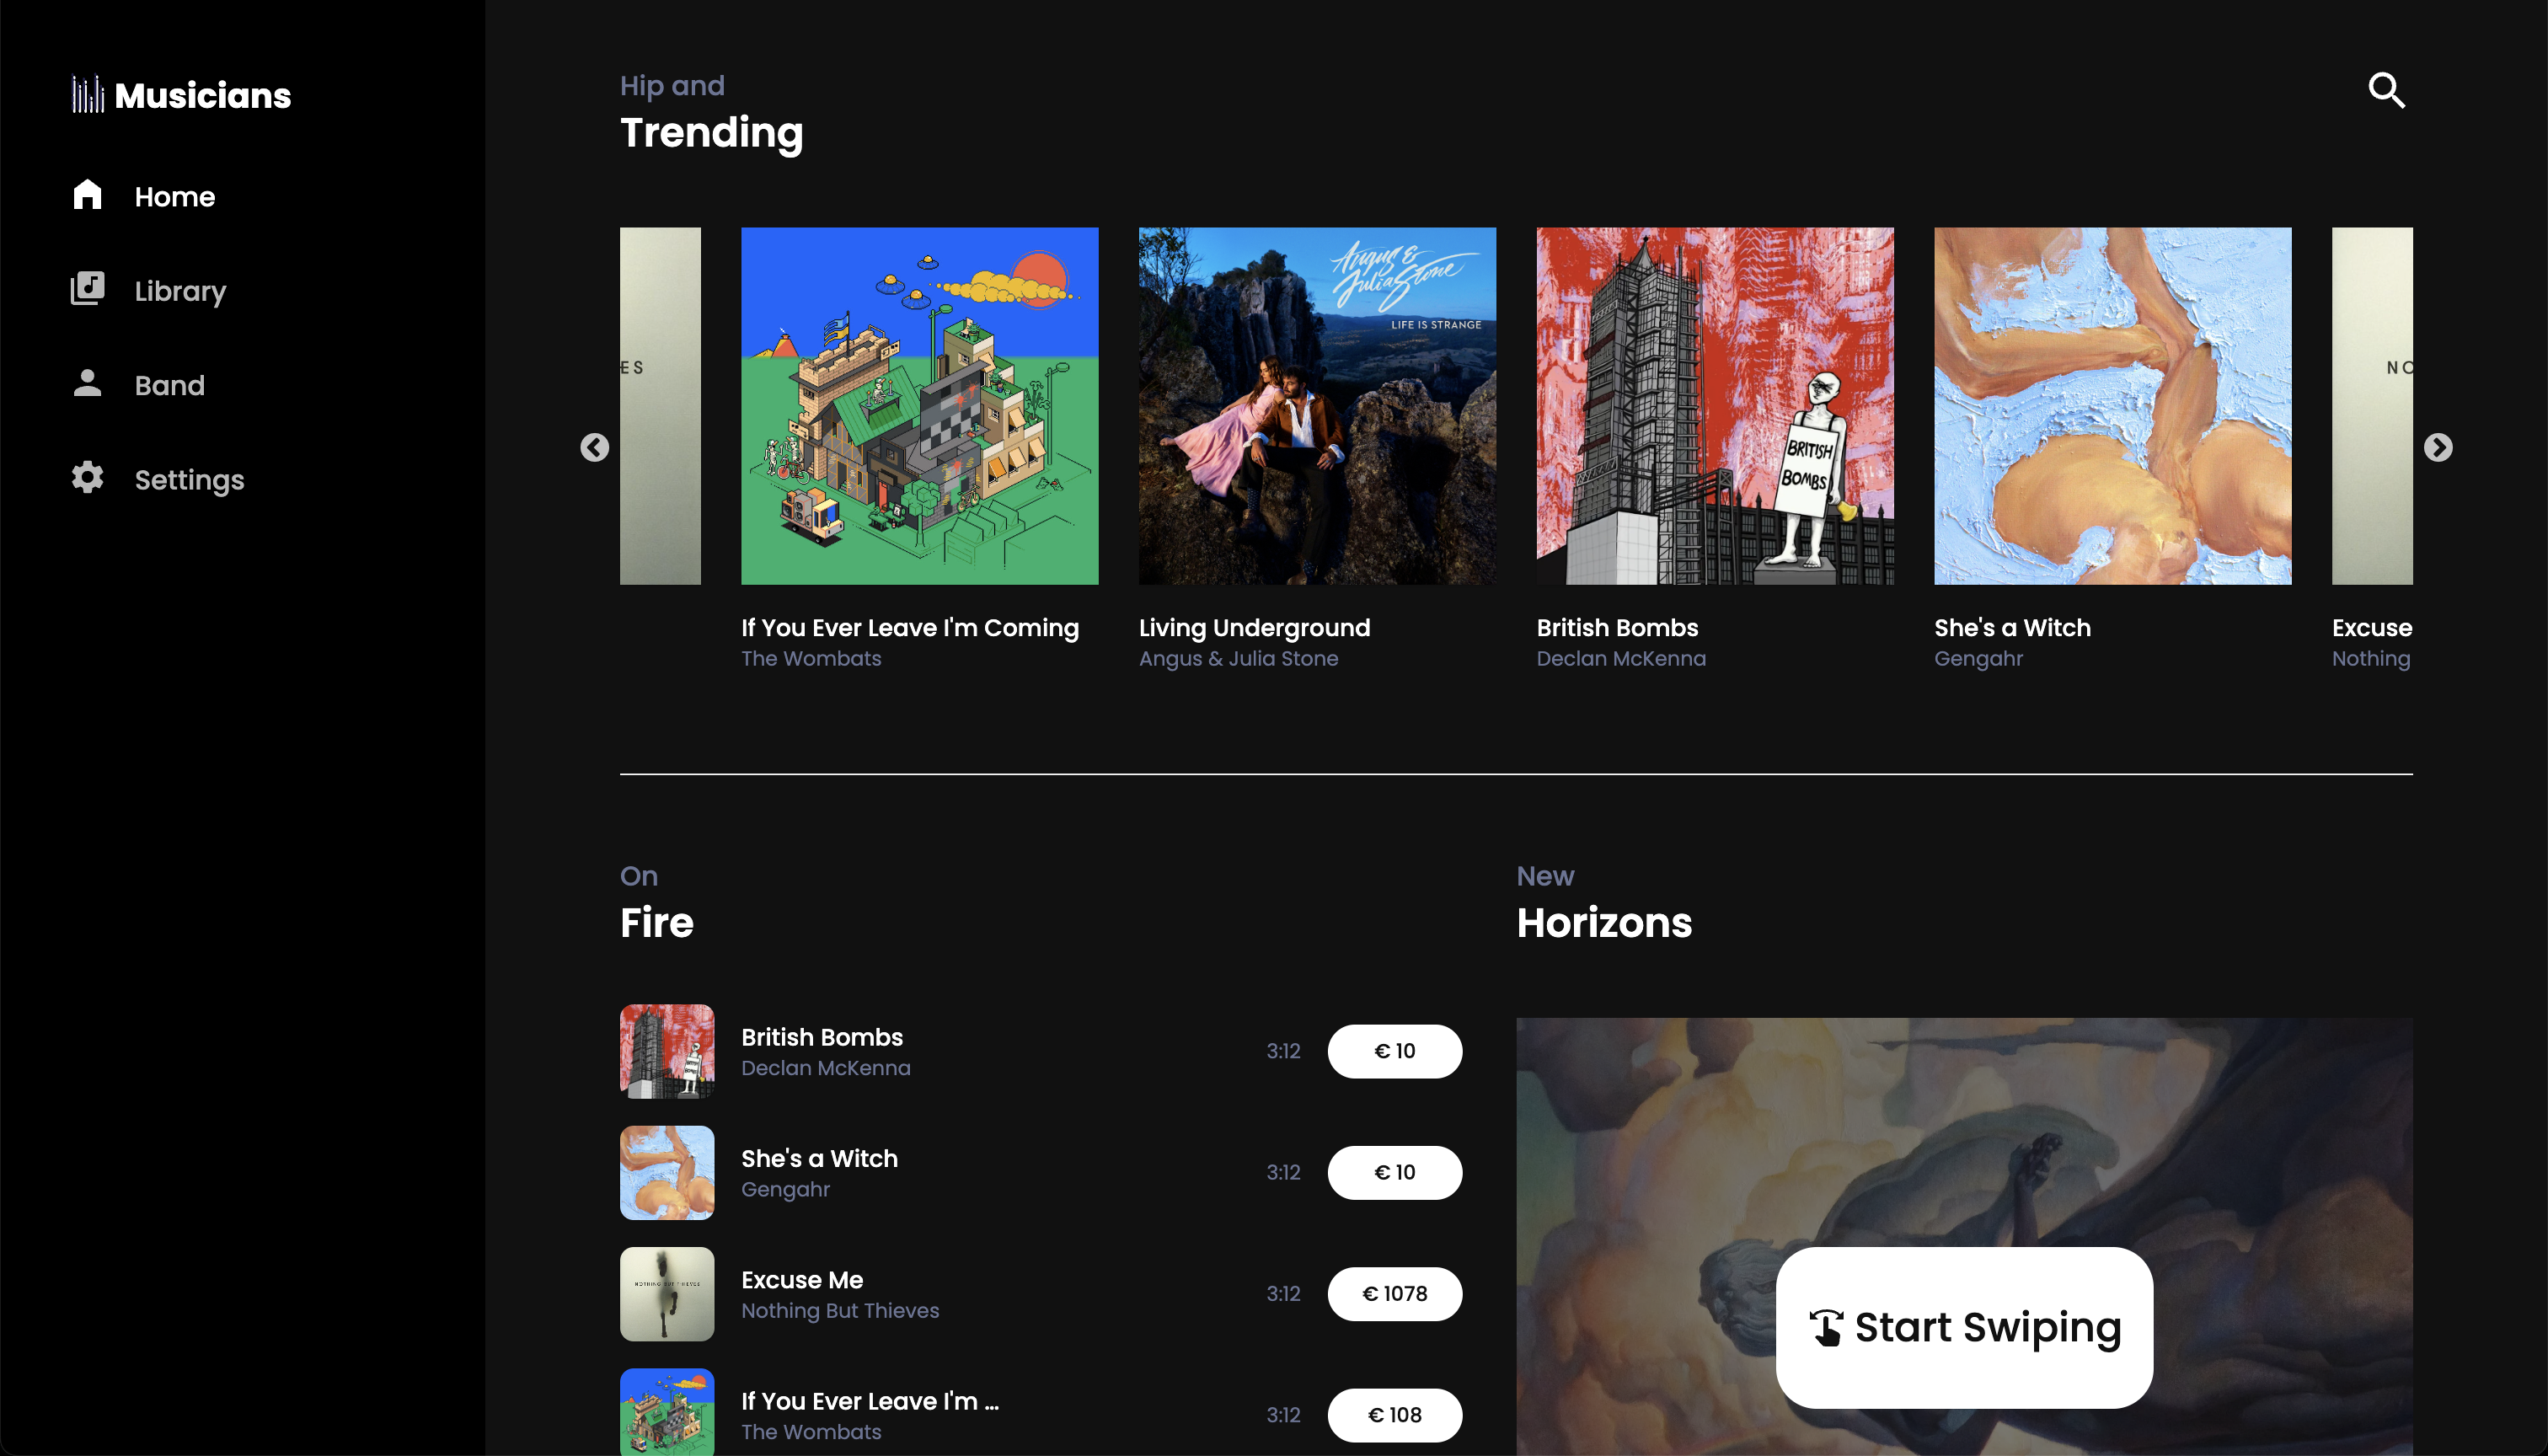 Musicians
Home
Library
Band
Settings
Hip and
Trending
ES
Angus &
Julia Stone
LIFE IS STRANGE
BRITISH
BOMBS
NO
If You Ever Leave I'm Coming
The Wombats
Living Underground
Angus & Julia Stone
British Bombs
Declan McKenna
She's a Witch
Gengahr
Excuse
Nothing
On
Fire
British Bombs
Declan McKenna
3:12
€ 10
She's a Witch
Gengahr
3:12
€ 10
NOTHING BUT THIEVES
Excuse Me
Nothing But Thieves
3:12
€ 1078
If You Ever Leave I'm ...
The Wombats
3:12
€ 108
New
Horizons
Start Swiping